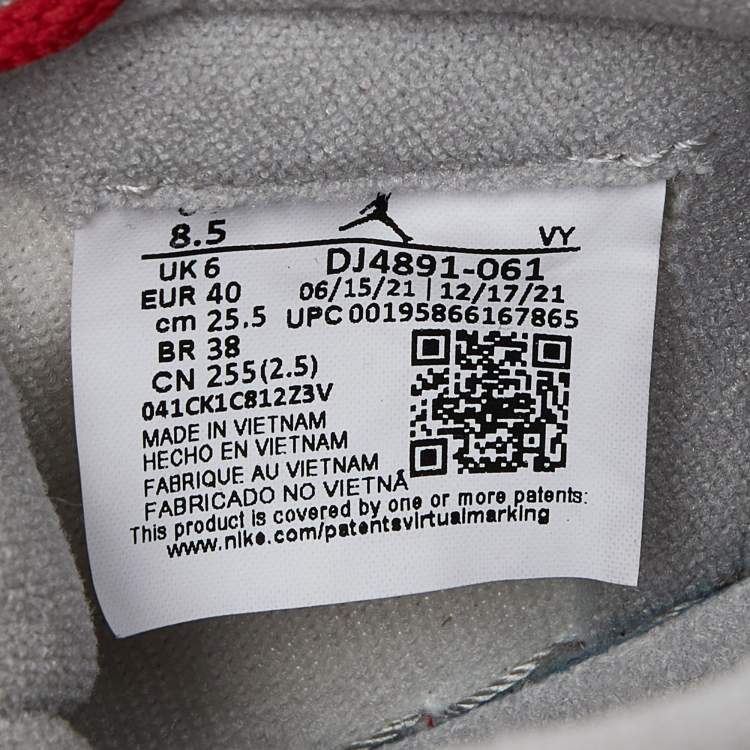 8.5 VY
UK 6 DJ4891-061
EUR 40 06/15/21 | 12/17/21
cm 25.5 UPC 00195866167865
BR 38
CN 255(2.5)
041CK1C812Z3V
MADE IN VIETNAM
HECHO EN VIETNAM
FABRIQUE AU VIETNAM
FABRICADO NO VIETNÃ
This product is covered by one or more patents:
www.nike.com/patentsvirtualmarking